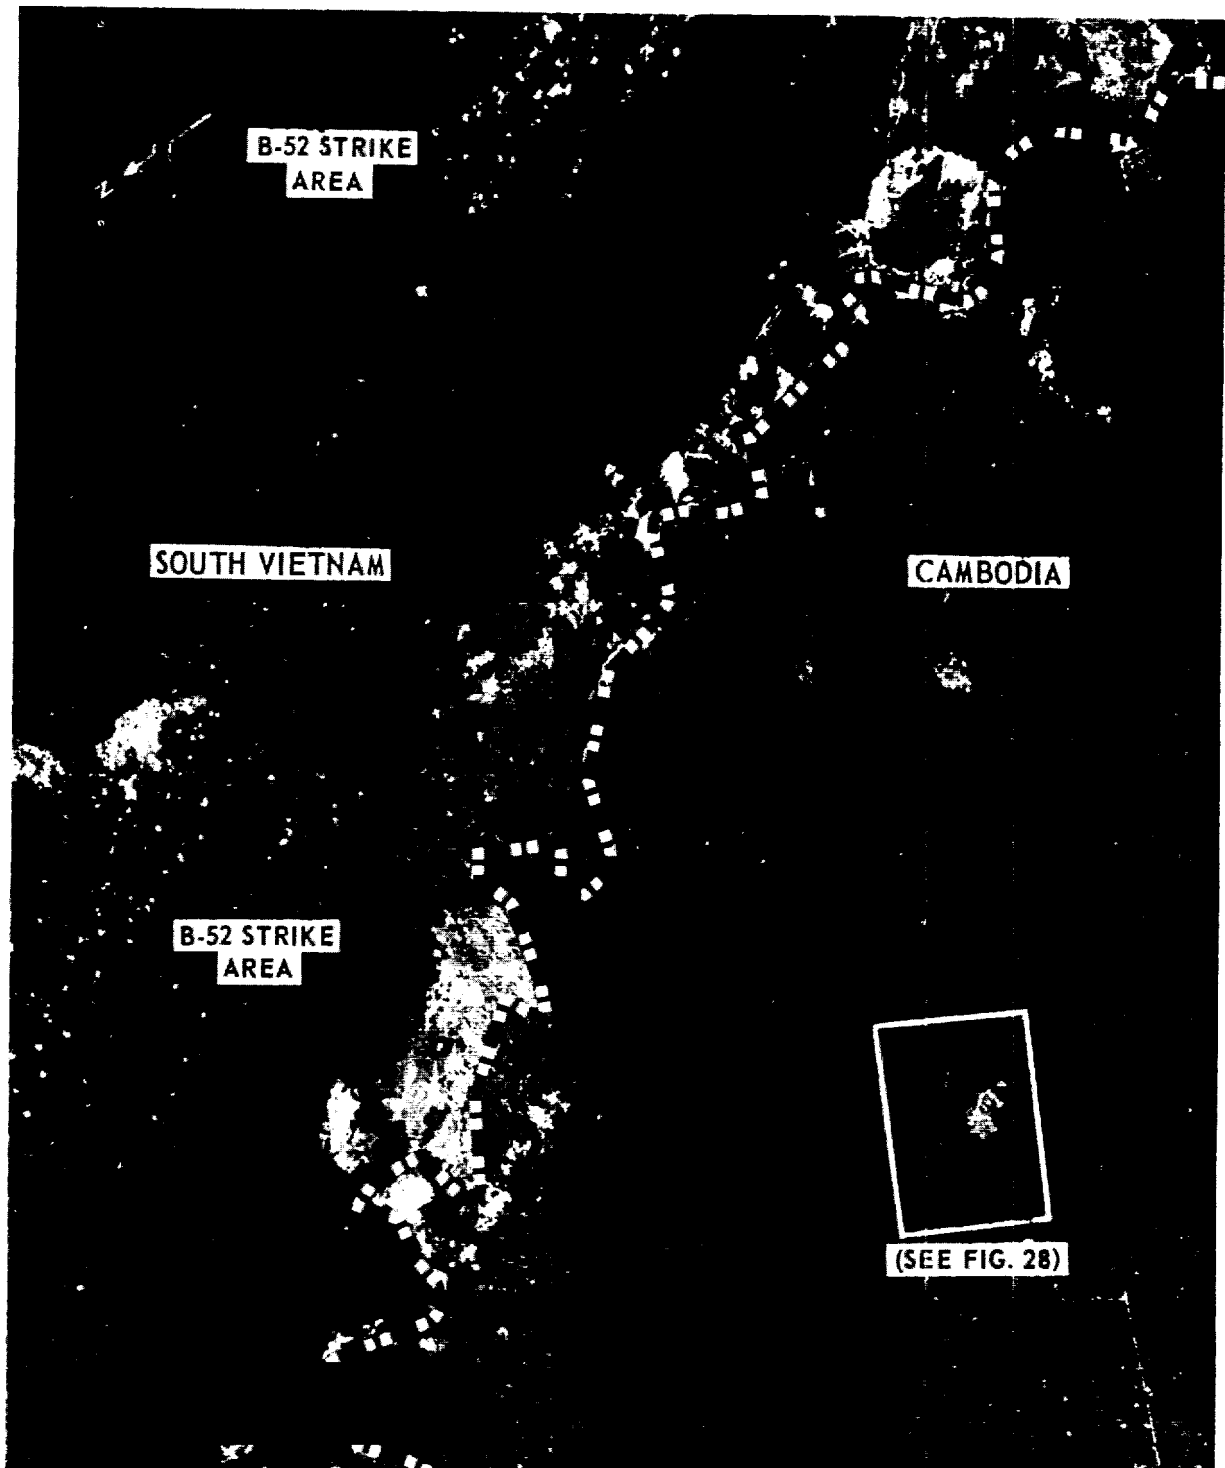 B-52 STRIKE
AREA
N
SOUTH VIETNAM
CAMBODIA
B-52 STRIKE
AREA
(SEE FIG. 28)